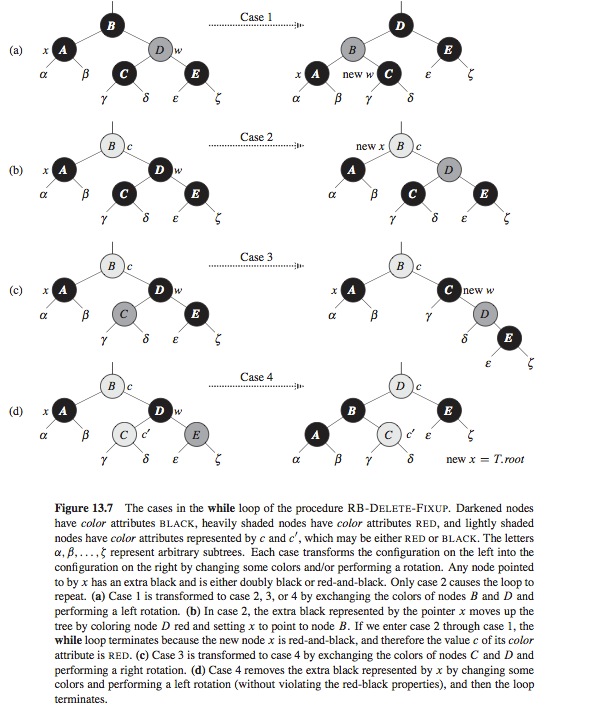 Case 1
B D
(a) x A D w B E
α β C E x A new w C ε ζ
γ δ ε ζ α β γ δ
Case 2
B c new x B c
(b) x A D w A D
α β C E α β C E
γ δ ε ζ γ δ ε ζ
Case 3
B c B c
(c) x A D w x A C new w
α β C E α β γ D
γ δ ε ζ δ E
ε ζ
Case 4
B c D c
(d) x A D w B E
α β C c′ E A C c′ ε ζ
γ δ ε ζ α β γ δ new x = T.root
Figure 13.7 The cases in the while loop of the procedure RB-DELETE-FIXUP. Darkened nodes
have color attributes BLACK, heavily shaded nodes have color attributes RED, and lightly shaded
nodes have color attributes represented by c and c′, which may be either RED or BLACK. The letters
α, β, . . . , ζ represent arbitrary subtrees. Each case transforms the configuration on the left into the
configuration on the right by changing some colors and/or performing a rotation. Any node pointed
to by x has an extra black and is either doubly black or red-and-black. Only case 2 causes the loop to
repeat. (a) Case 1 is transformed to case 2, 3, or 4 by exchanging the colors of nodes B and D and
performing a left rotation. (b) In case 2, the extra black represented by the pointer x moves up the
tree by coloring node D red and setting x to point to node B. If we enter case 2 through case 1, the
while loop terminates because the new node x is red-and-black, and therefore the value c of its color
attribute is RED. (c) Case 3 is transformed to case 4 by exchanging the colors of nodes C and D and
performing a right rotation. (d) Case 4 removes the extra black represented by x by changing some
colors and performing a left rotation (without violating the red-black properties), and then the loop
terminates.